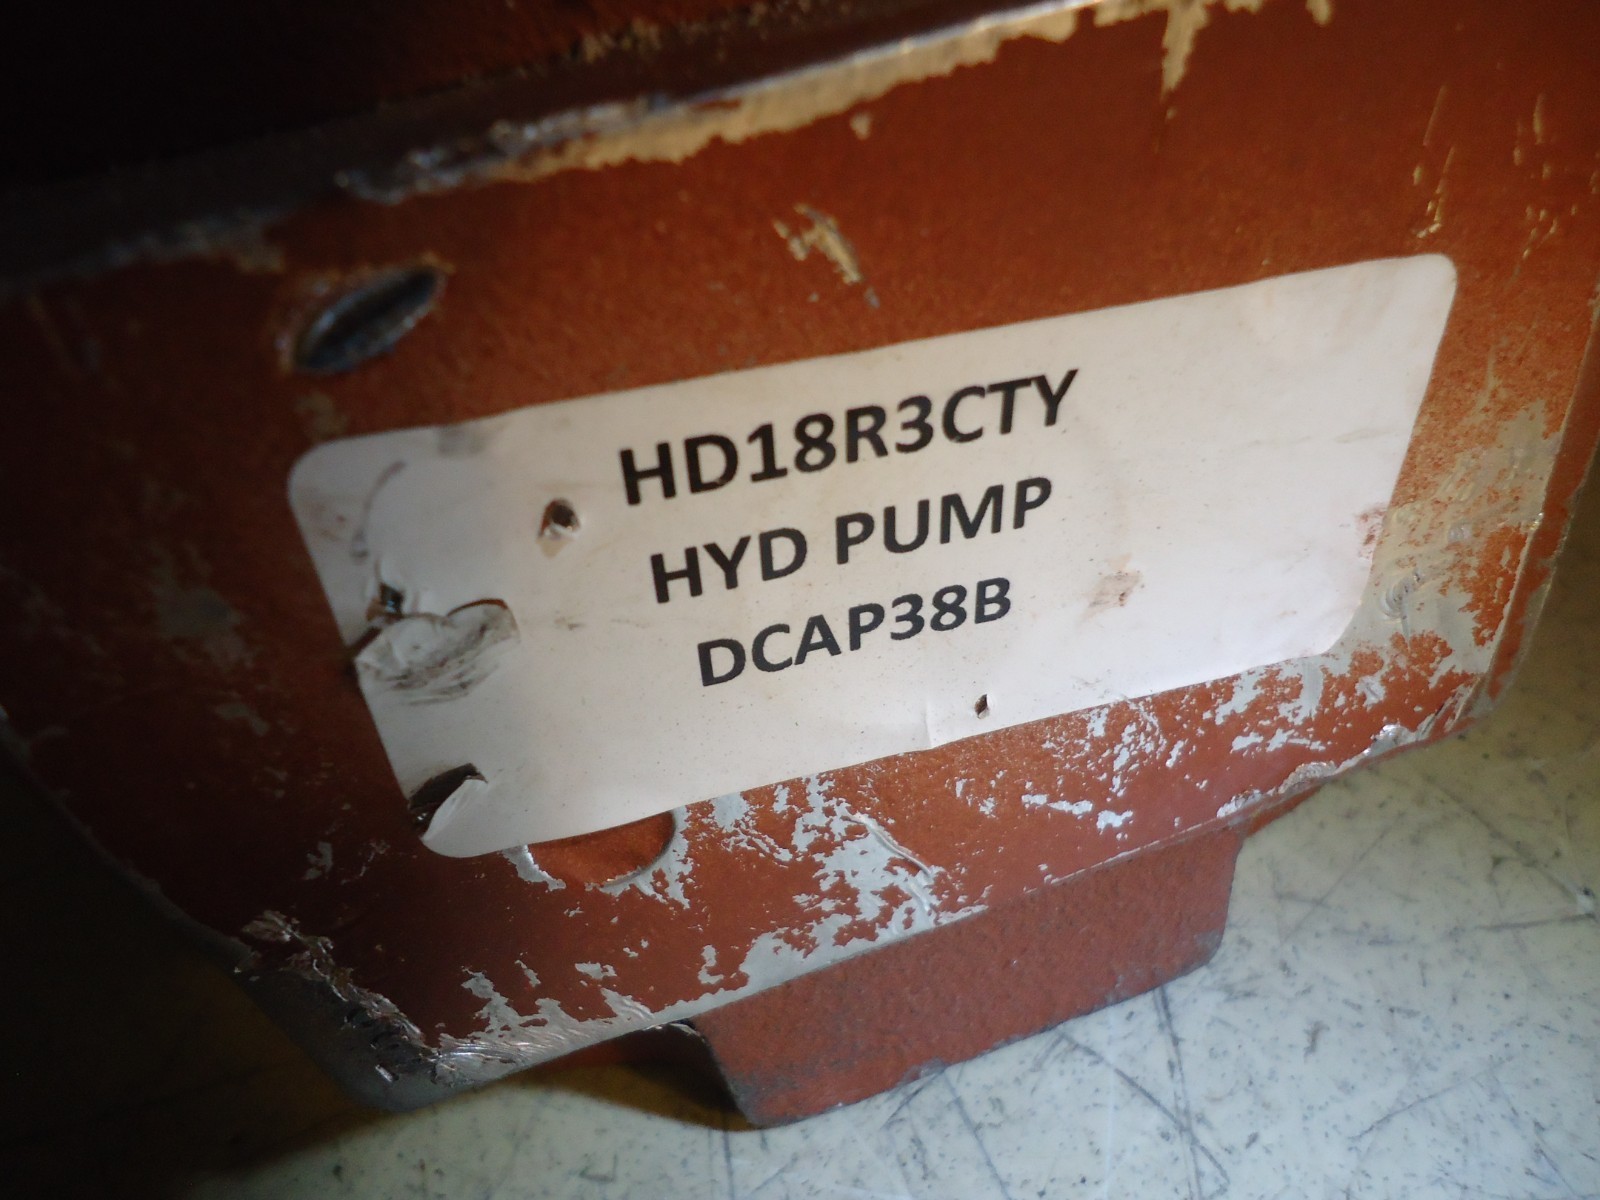 HD18R3CTY
HYD PUMP
DCAP38B